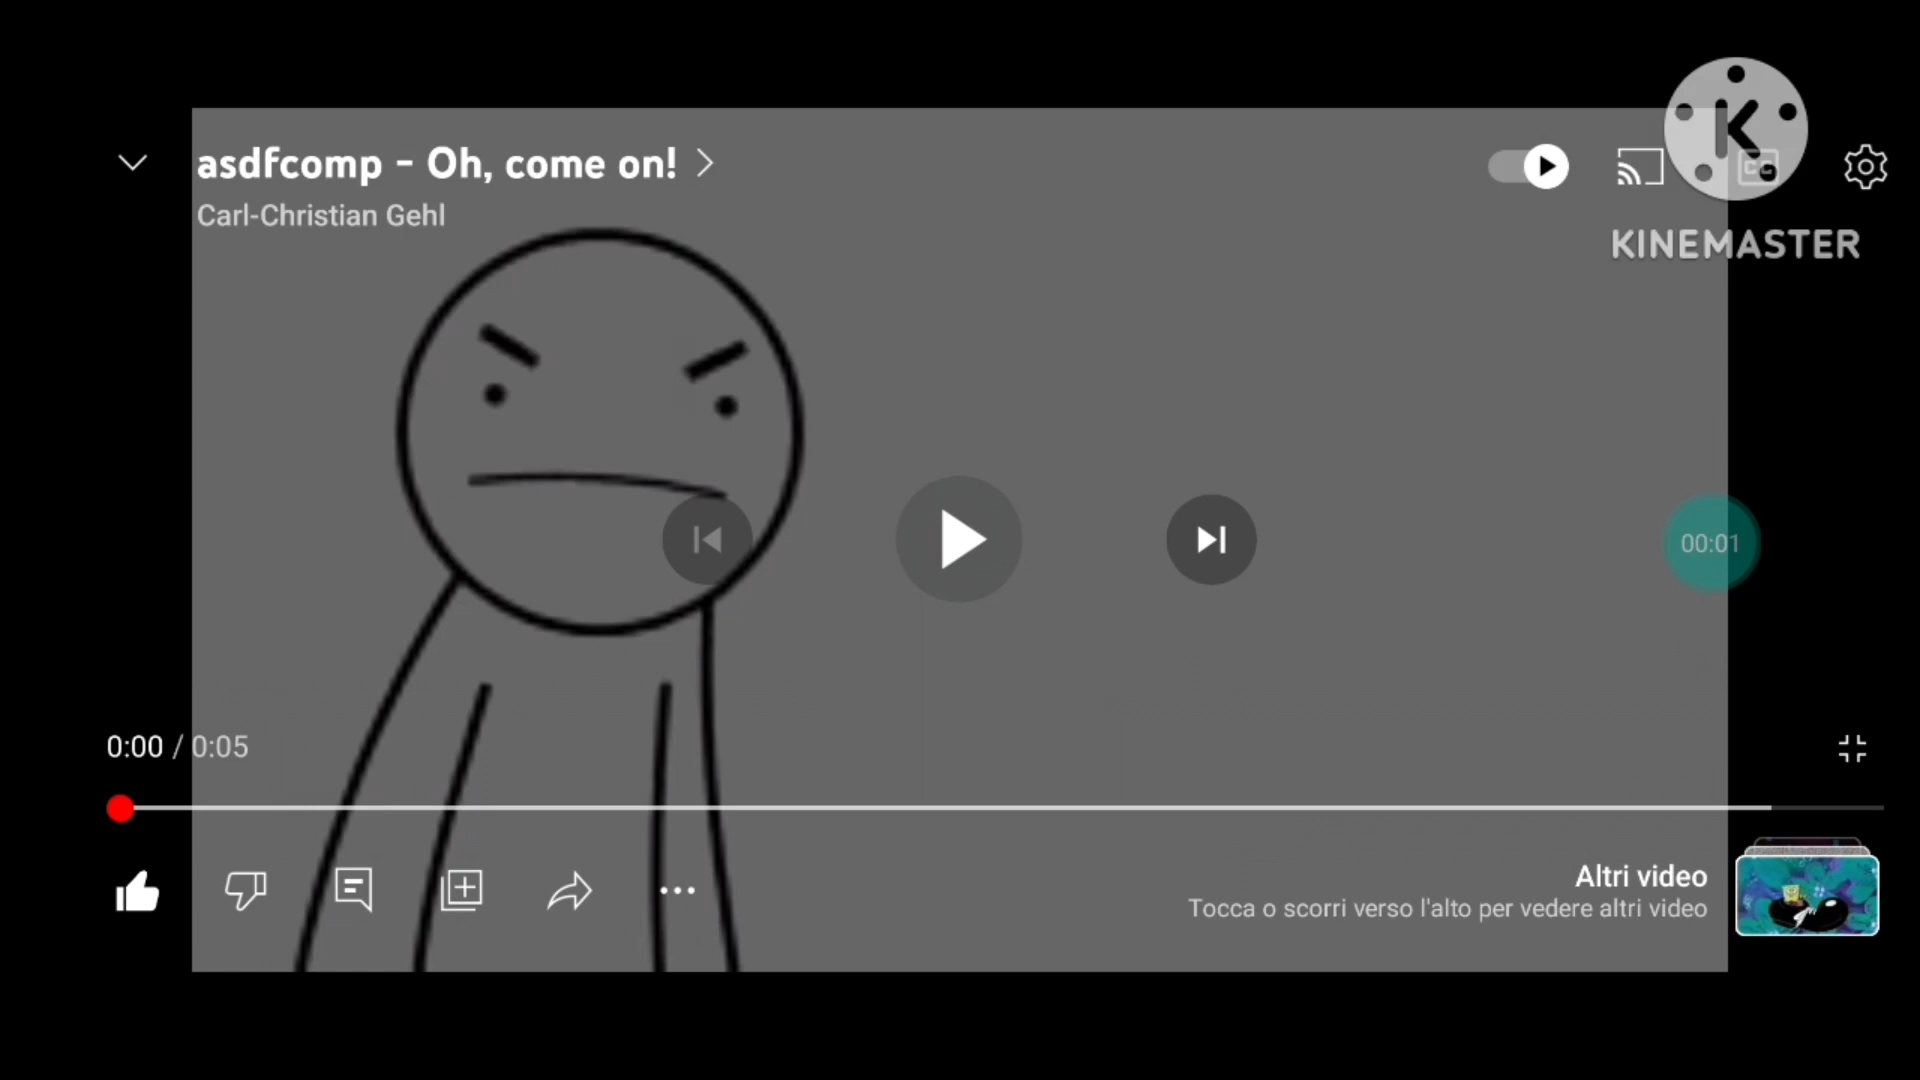 asdfcomp - Oh, come on!
Carl-Christian Gehl
K
CC
KINEMASTER
00:01
0:00 / 0:05
Altri video
Tocca o scorri verso l'alto per vedere altri video